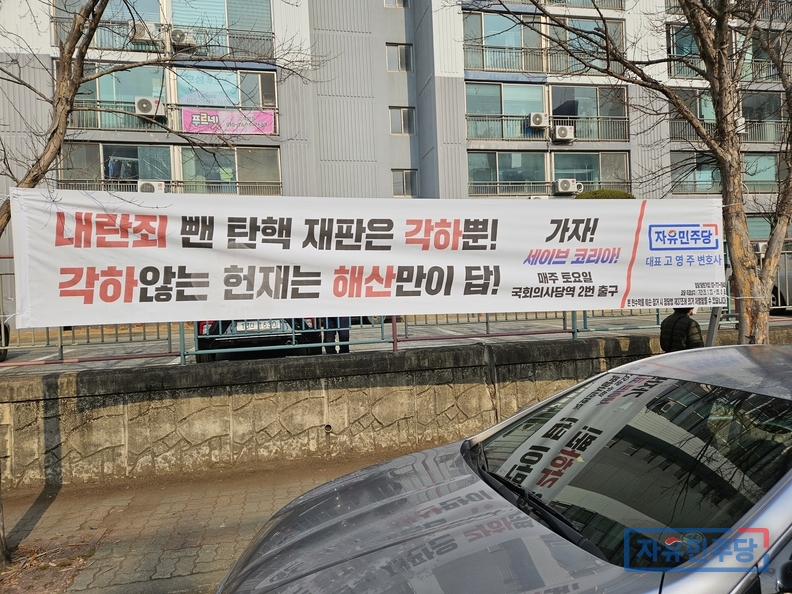 푸르네
내란죄 뺀 탄핵 재판은 각하뿐!
각하않는 헌재는 해산만이 답!
가자!
세이브 코리아!
매주 토요일
국회의사당역 2번 출구
자유민주당
대표 고영주 변호사
자유민주당